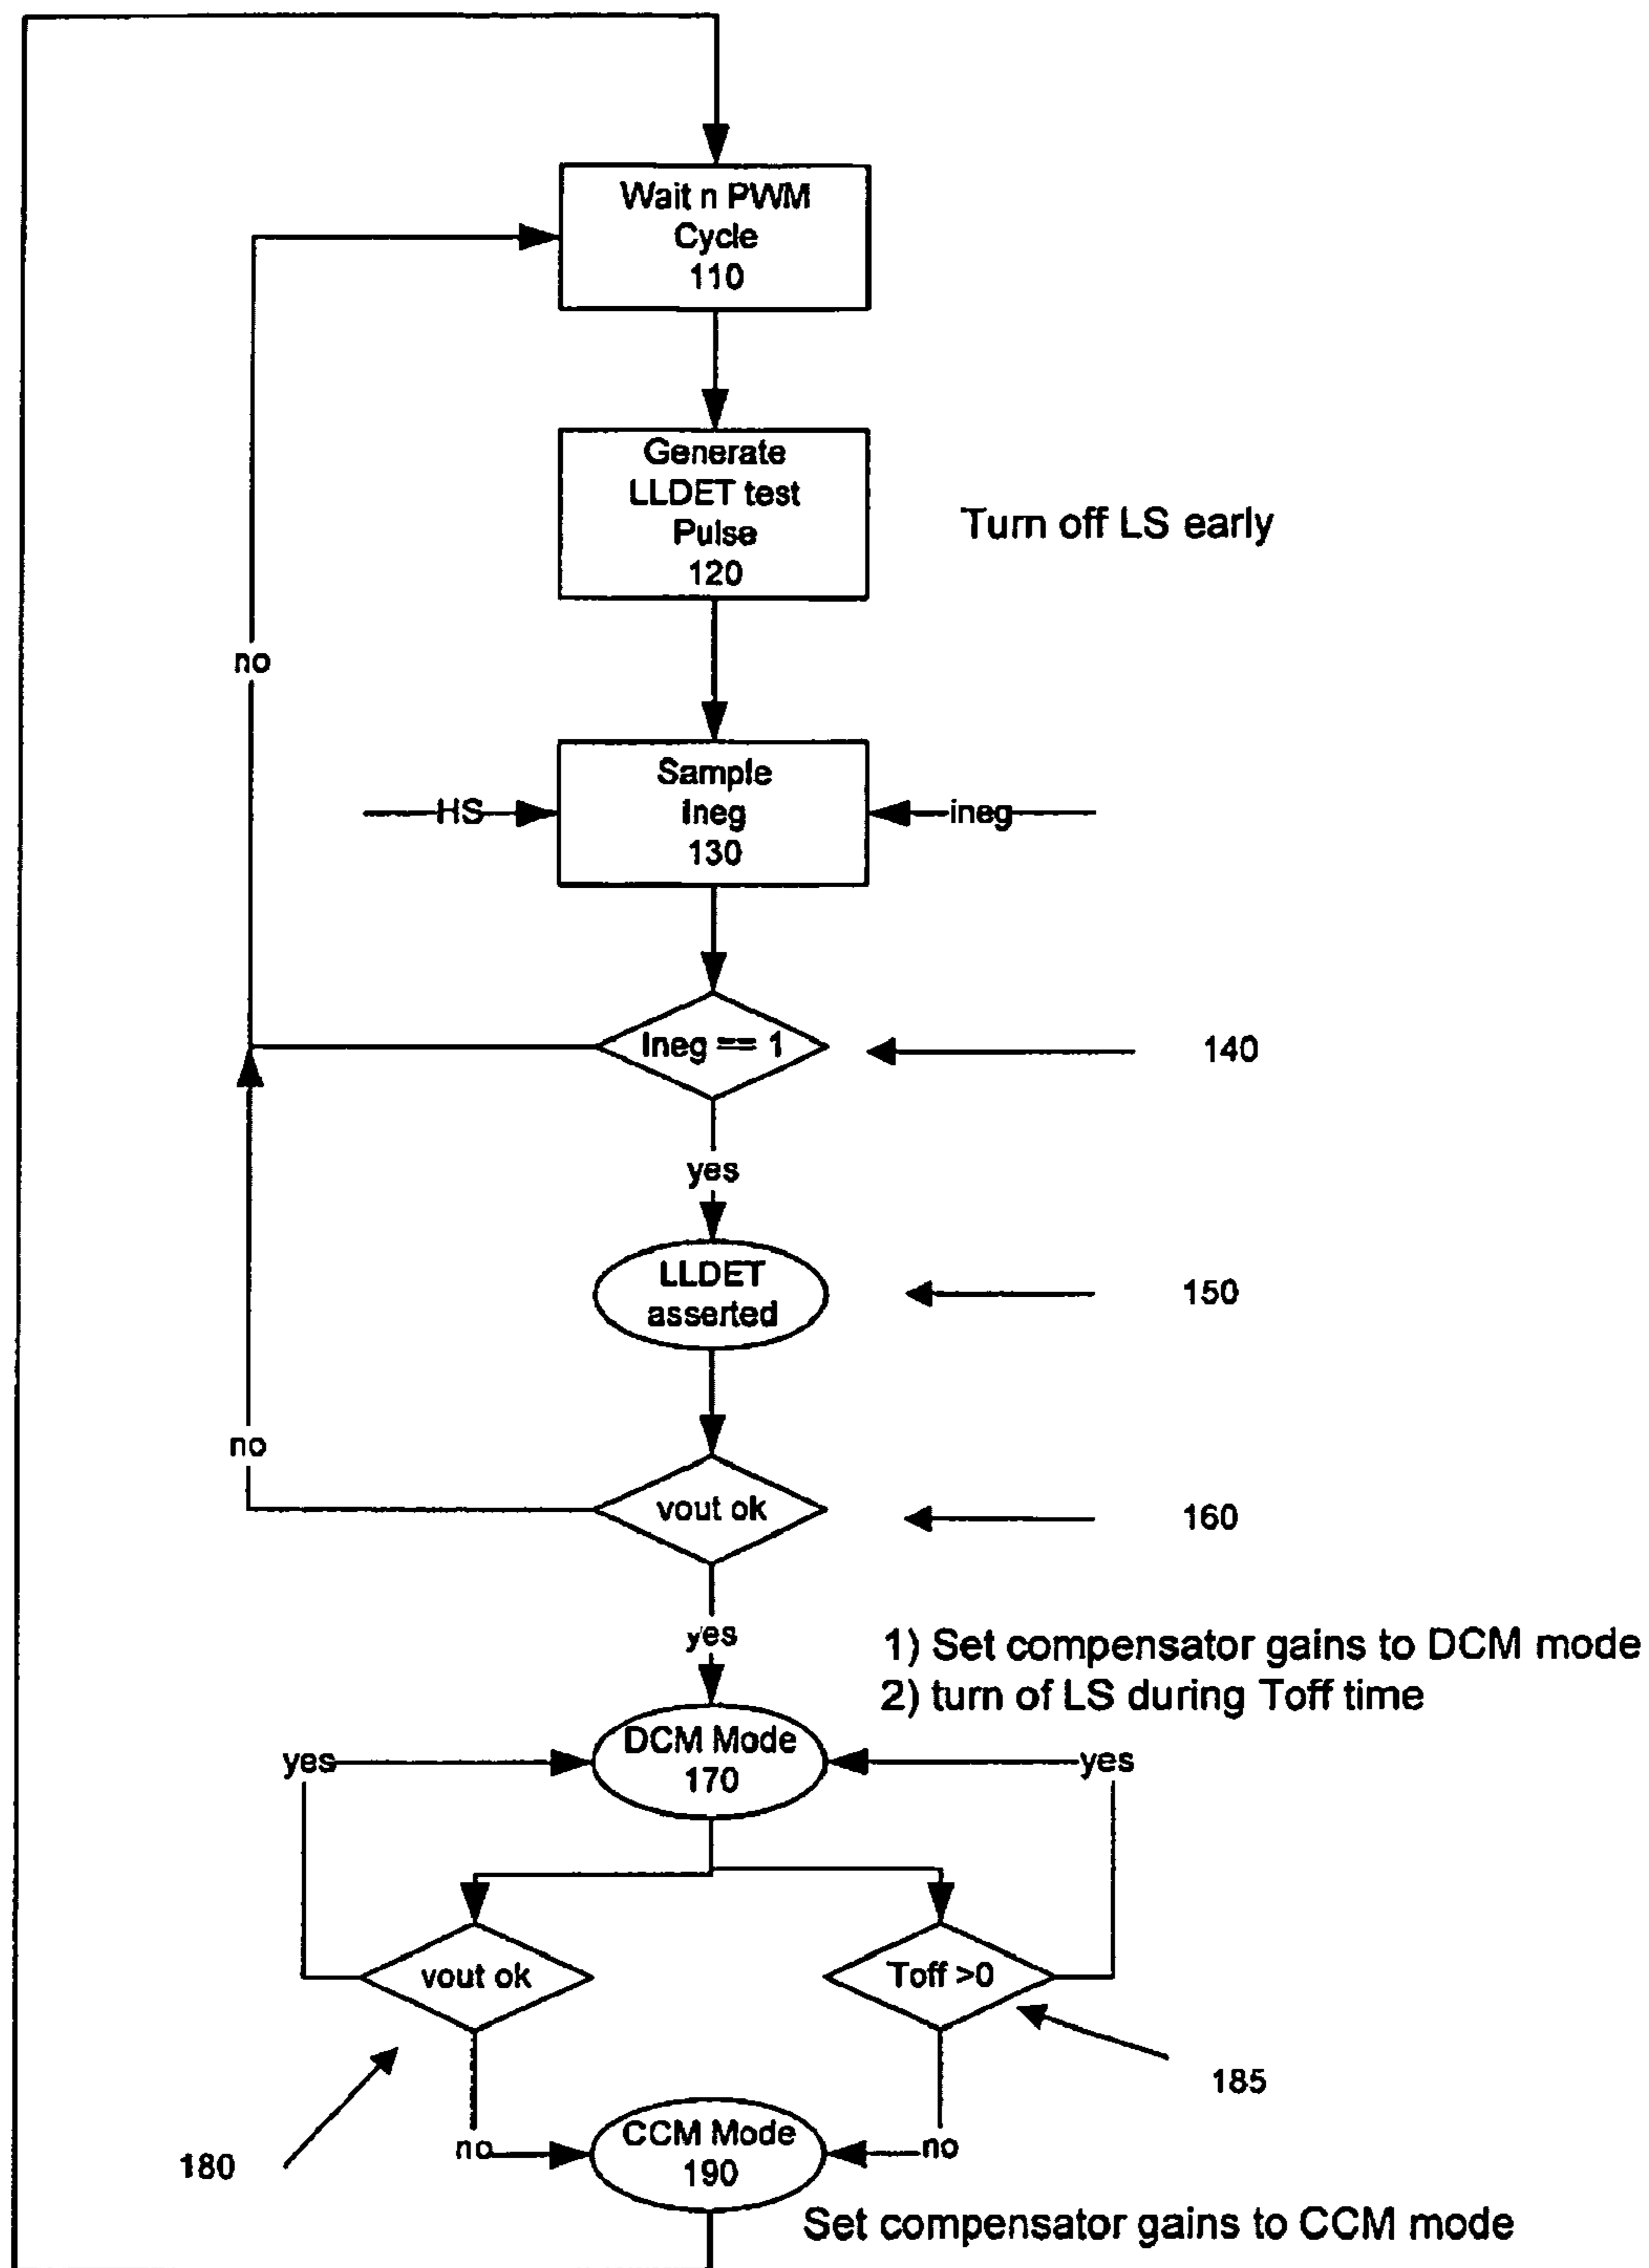 Wait n PWM
Cycle
110
Generate
LLDET test
Pulse
120
Turn off LS early
no
Sample
Ineg
130
HS
ineg
Ineg == 1
140
yes
LLDET
asserted
150
no
vout ok
160
yes
1) Set compensator gains to DCM mode
2) turn of LS during Toff time
DCM Mode
170
yes
yes
vout ok
Toff >0
185
180
no
CCM Mode
190
no
Set compensator gains to CCM mode